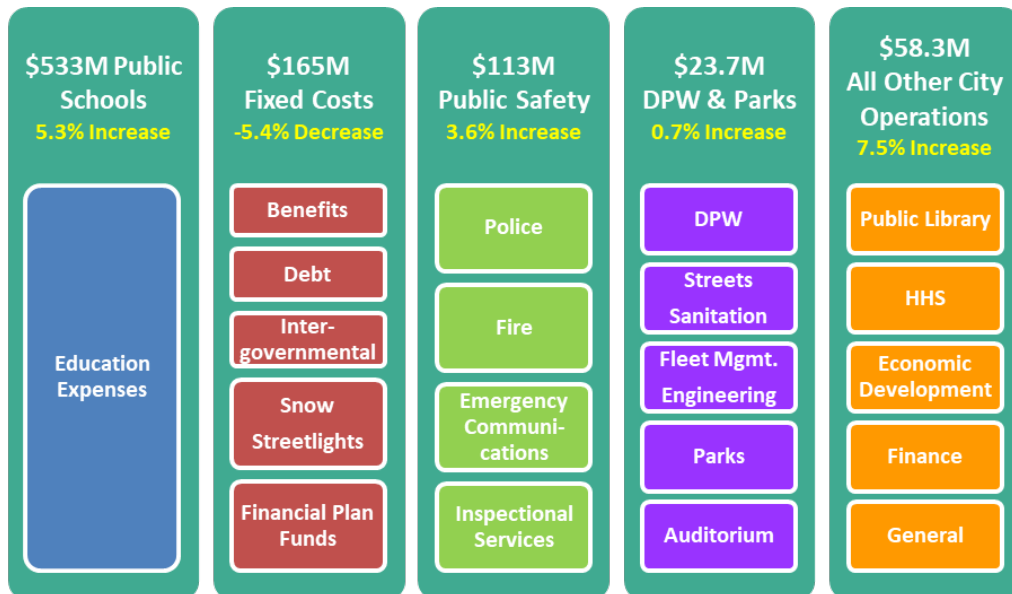 $533M Public
Schools
5.3% Increase
Education
Expenses
$165M
Fixed Costs
-5.4% Decrease
Benefits
Debt
Inter-
governmental
Snow
Streetlights
Financial Plan
Funds
$113M
Public Safety
3.6% Increase
Police
Fire
Emergency
Communi-
cations
Inspectional
Services
$23.7M
DPW & Parks
0.7% Increase
DPW
Streets
Sanitation
Fleet Mgmt.
Engineering
Parks
Auditorium
$58.3M
All Other City
Operations
7.5% Increase
Public Library
HHS
Economic
Development
Finance
General